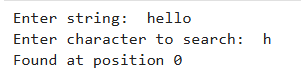 Enter string:  hello
Enter character to search:  h
Found at position 0